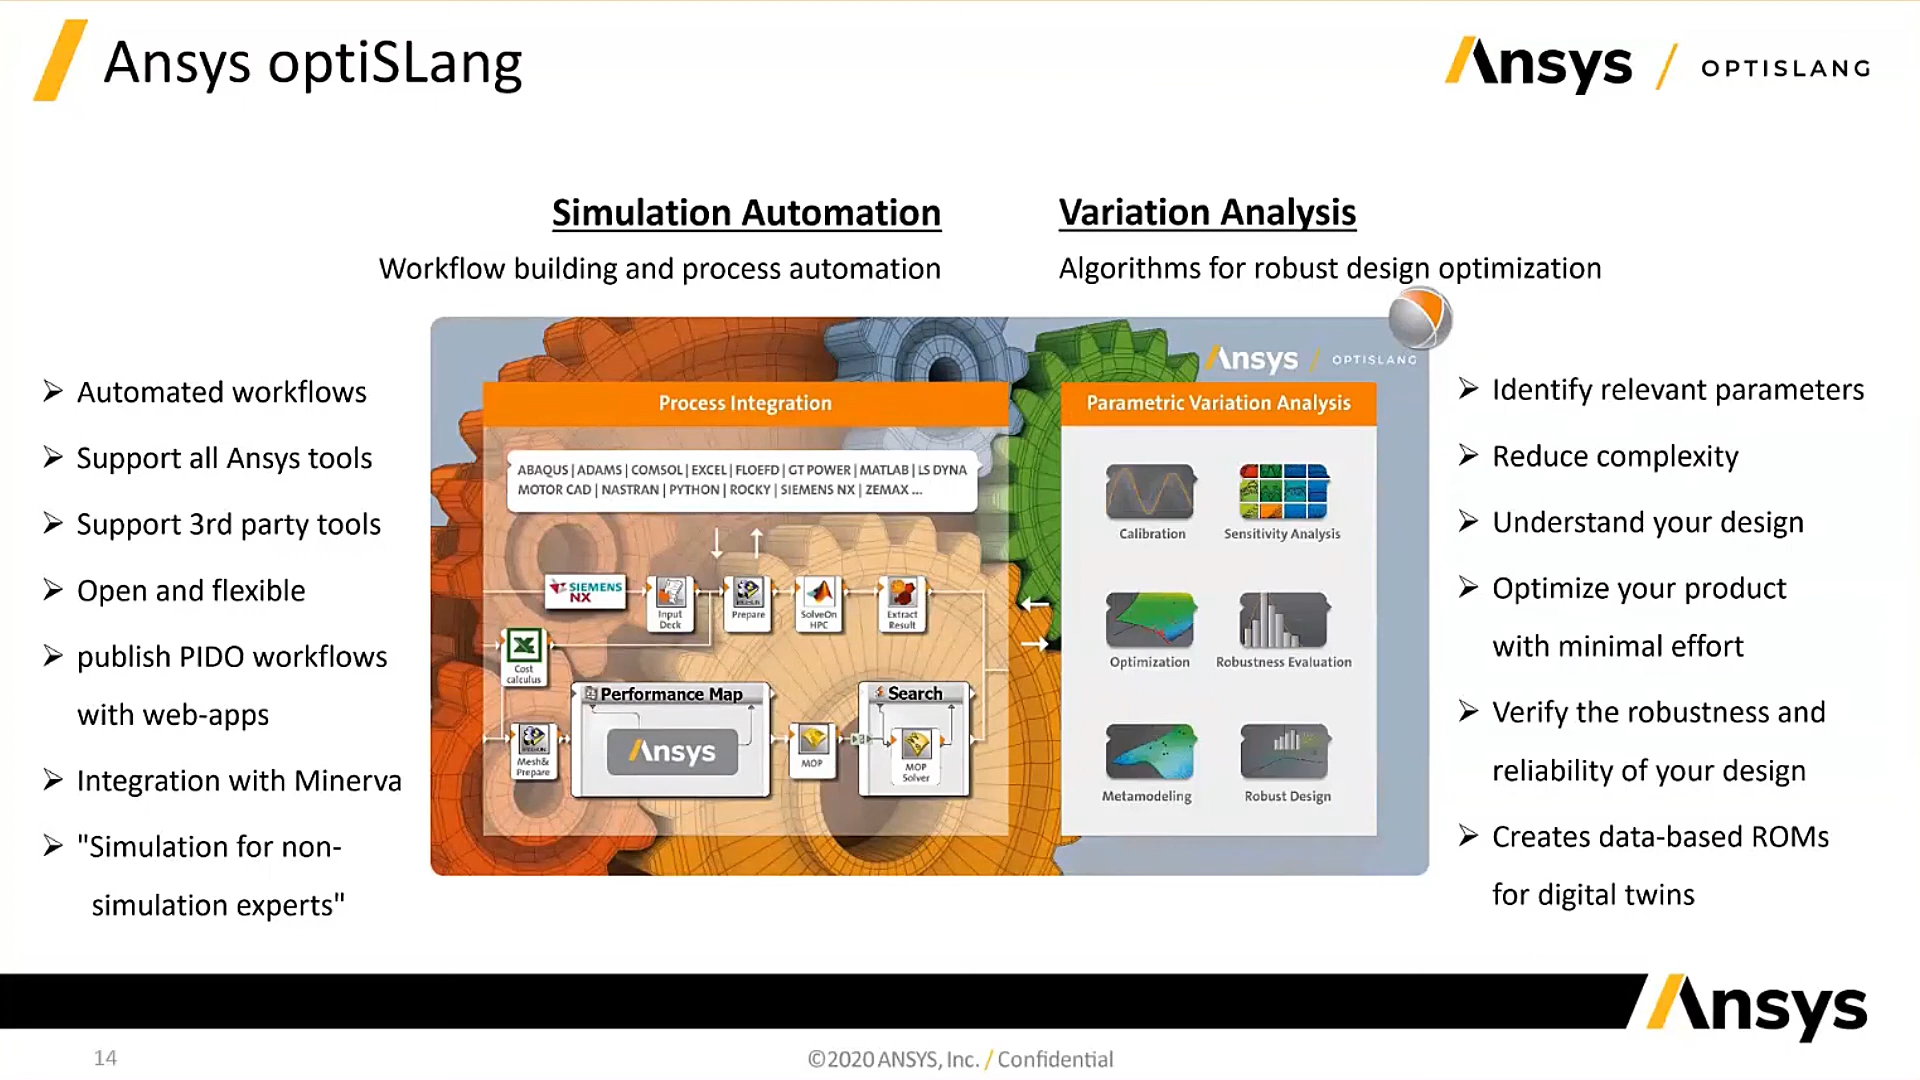 Ansys optiSLang
Ansys / OPTISLANG
Simulation Automation
Workflow building and process automation
Variation Analysis
Algorithms for robust design optimization
Automated workflows
Support all Ansys tools
Support 3rd party tools
Open and flexible
publish PIDO workflows
with web-apps
Integration with Minerva
"Simulation for non-
simulation experts"
Ansys / OPTISLANG
Process Integration
ABAQUS | ADAMS | COMSOL | EXCEL | FLOEFD | GT POWER | MATLAB | LS DYNA
MOTOR CAD | NASTRAN | PYTHON | ROCKY | SIEMENS NX | ZEMAX ...
SIEMENS
NX
Input
Deck
Prepare
SolveOn
HPC
Extract
Result
Cost
calculus
Performance Map
Ansys
Search
Mesh&
Prepare
MOP
MOP
Solver
Parametric Variation Analysis
Calibration
Sensitivity Analysis
Optimization
Robustness Evaluation
Metamodeling
Robust Design
Identify relevant parameters
Reduce complexity
Understand your design
Optimize your product
with minimal effort
Verify the robustness and
reliability of your design
Creates data-based ROMs
for digital twins
Ansys
14
©2020 ANSYS, Inc. / Confidential